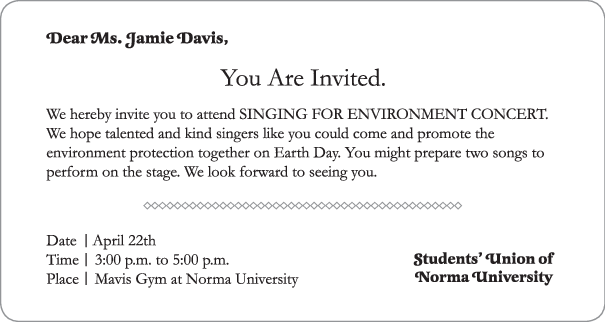 Dear Ms. Jamie Davis,
You Are Invited.
We hereby invite you to attend SINGING FOR ENVIRONMENT CONCERT.
We hope talented and kind singers like you could come and promote the
environment protection together on Earth Day. You might prepare two songs to
perform on the stage. We look forward to seeing you.
Date | April 22th
Time | 3:00 p.m. to 5:00 p.m.
Place | Mavis Gym at Norma University
Students' Union of
Norma University